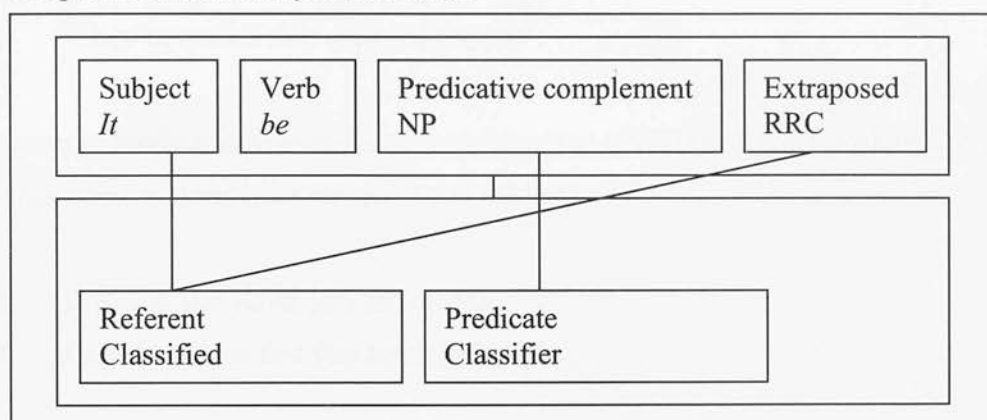 Subject Verb Predicative complement Extraposed
It be NP RRC
Referent Predicate
Classified Classifier